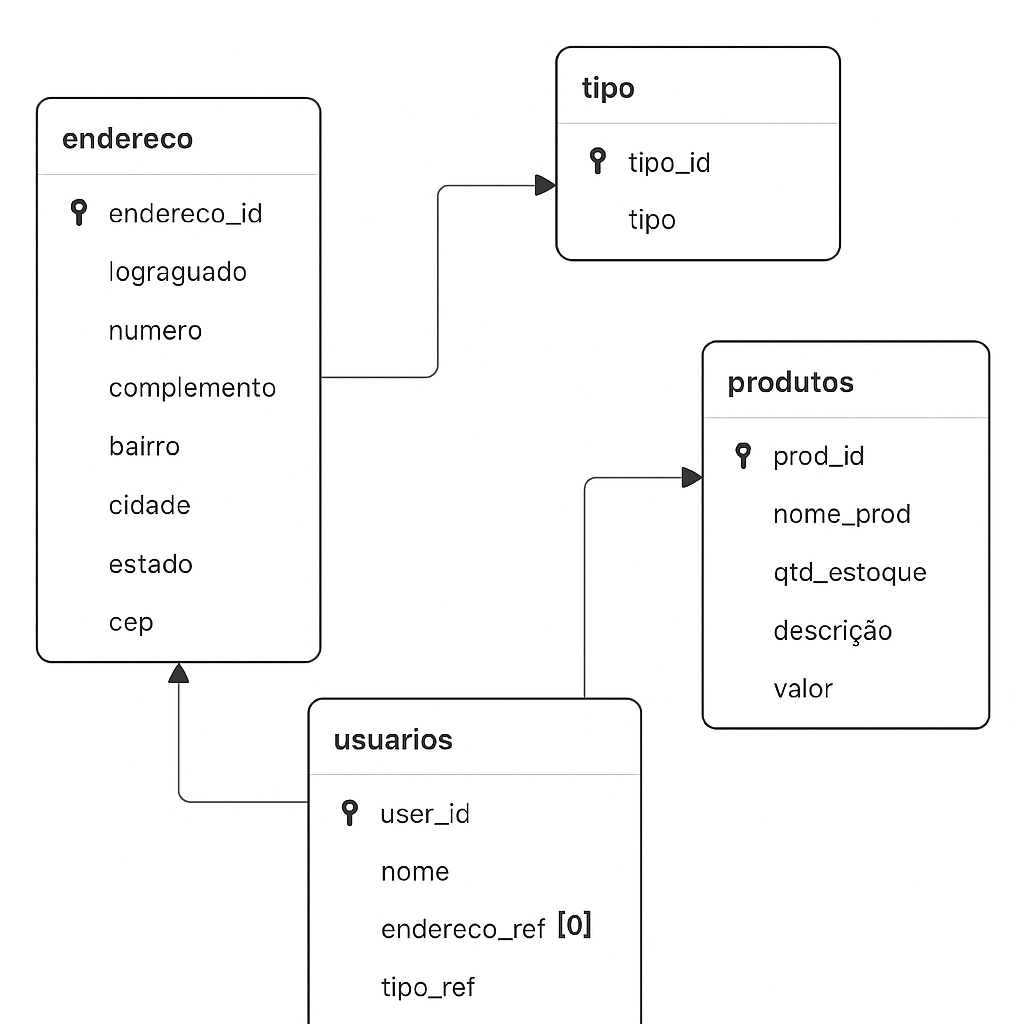 endereco
endereco_id
lograguado
numero
complemento
bairro
cidade
estado
cep
tipo
tipo_id
tipo
produtos
prod_id
nome_prod
qtd_estoque
descrição
valor
usuarios
user_id
nome
endereco_ref [0]
tipo_ref